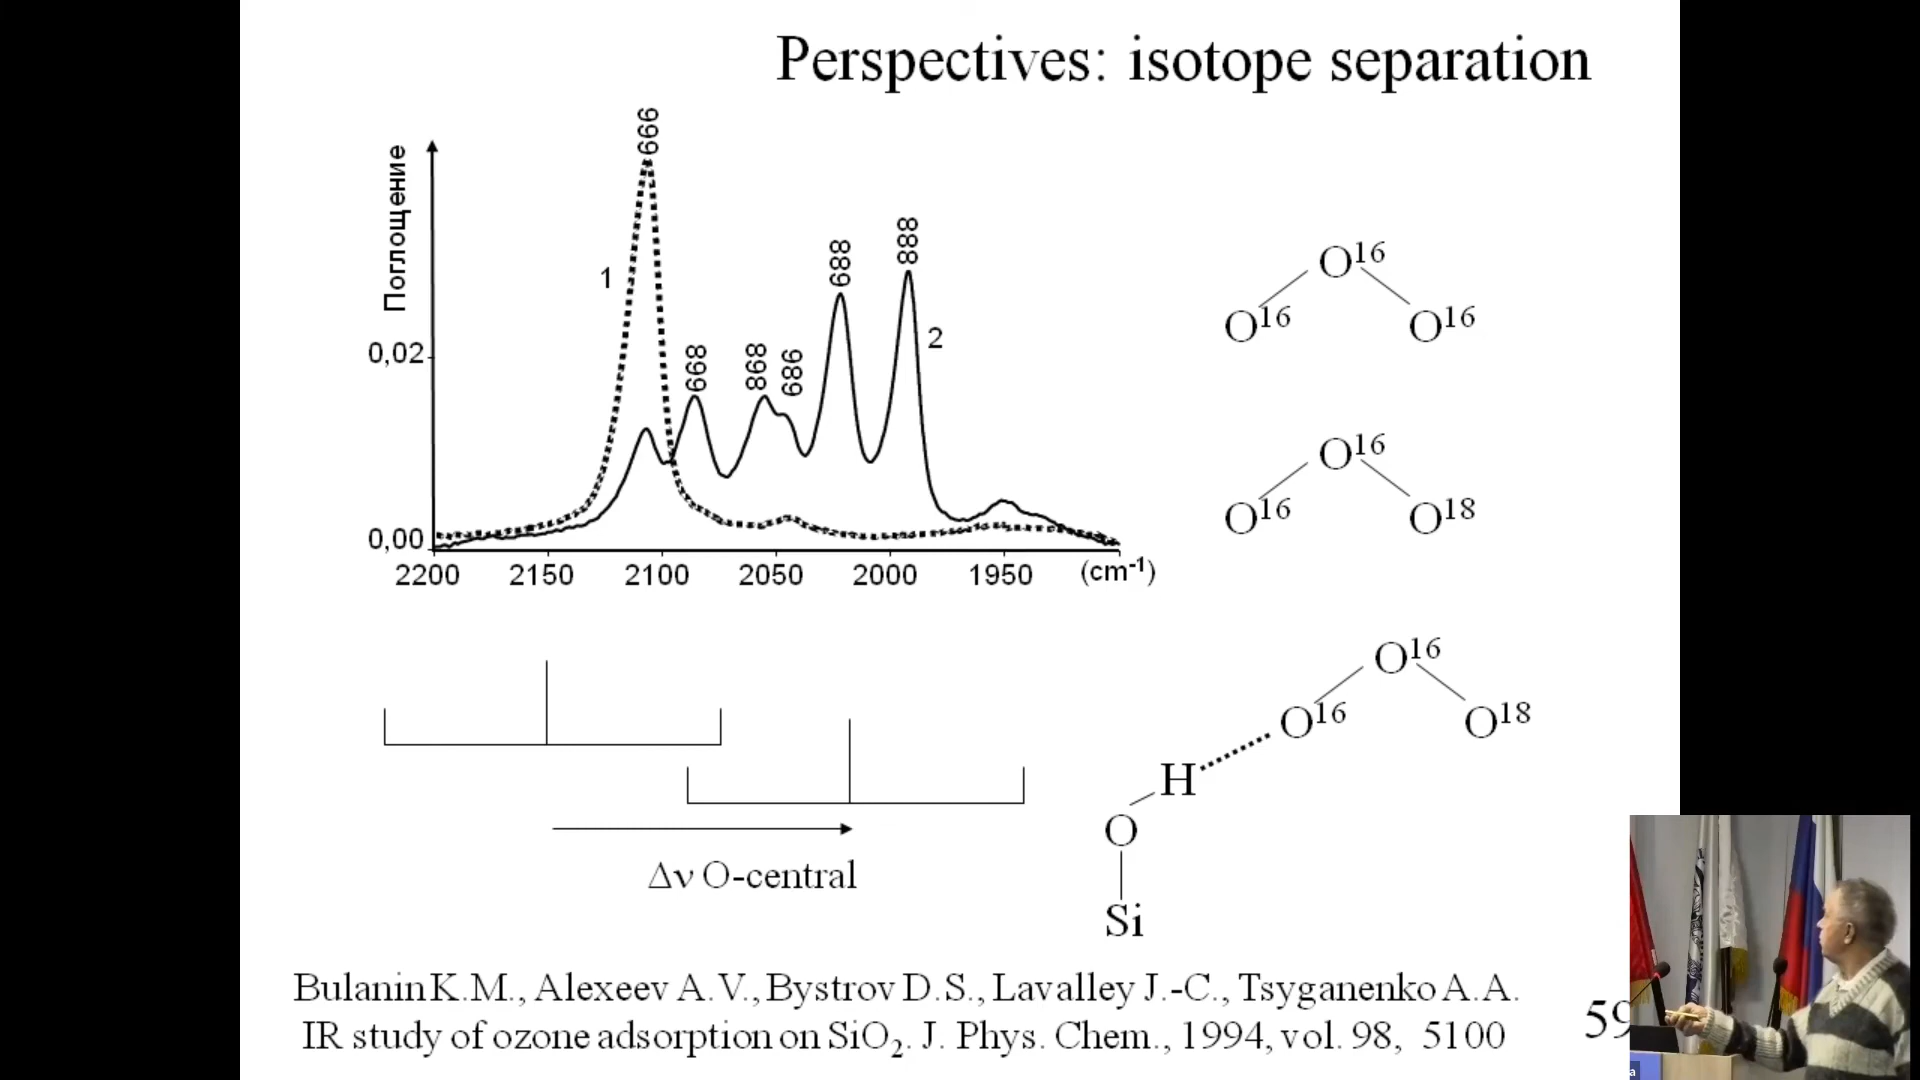 Perspectives: isotope separation
Поглощение
666
1
668
868
686
688
888
2
0,02
0,00
2200 2150 2100 2050 2000 1950 (cm⁻¹)
O¹⁶
O¹⁶ O¹⁶
O¹⁶
O¹⁶ O¹⁸
O¹⁶
O¹⁶ O¹⁸
H
O
Si
Δν O-central
Bulanin K.M., Alexeev A.V., Bystrov D.S., Lavalley J.-C., Tsyganenko A.A.
IR study of ozone adsorption on SiO₂. J. Phys. Chem., 1994, vol. 98, 5100
59